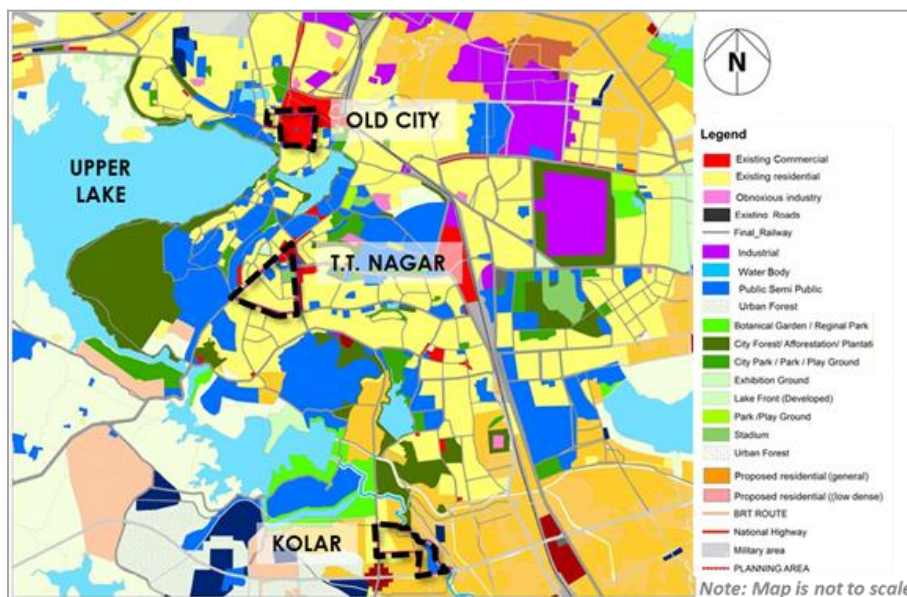 OLD CITY
UPPER
LAKE
T.T. NAGAR
KOLAR
N
Legend
Existing Commercial
Existing residential
Obnoxious industry
Existing Roads
Final_Railway
Industrial
Water Body
Public Semi Public
Urban Forest
Botanical Garden / Reginal Park
City Forest/ Afforestation/ Plantati
City Park / Park / Play Ground
Exhibition Ground
Lake Front (Developed)
Park /Play Ground
Stadium
Urban Forest
Proposed residential (general)
Proposed residential ((low dense)
BRT ROUTE
National Highway
Military area
PLANNING AREA
Note: Map is not to scale